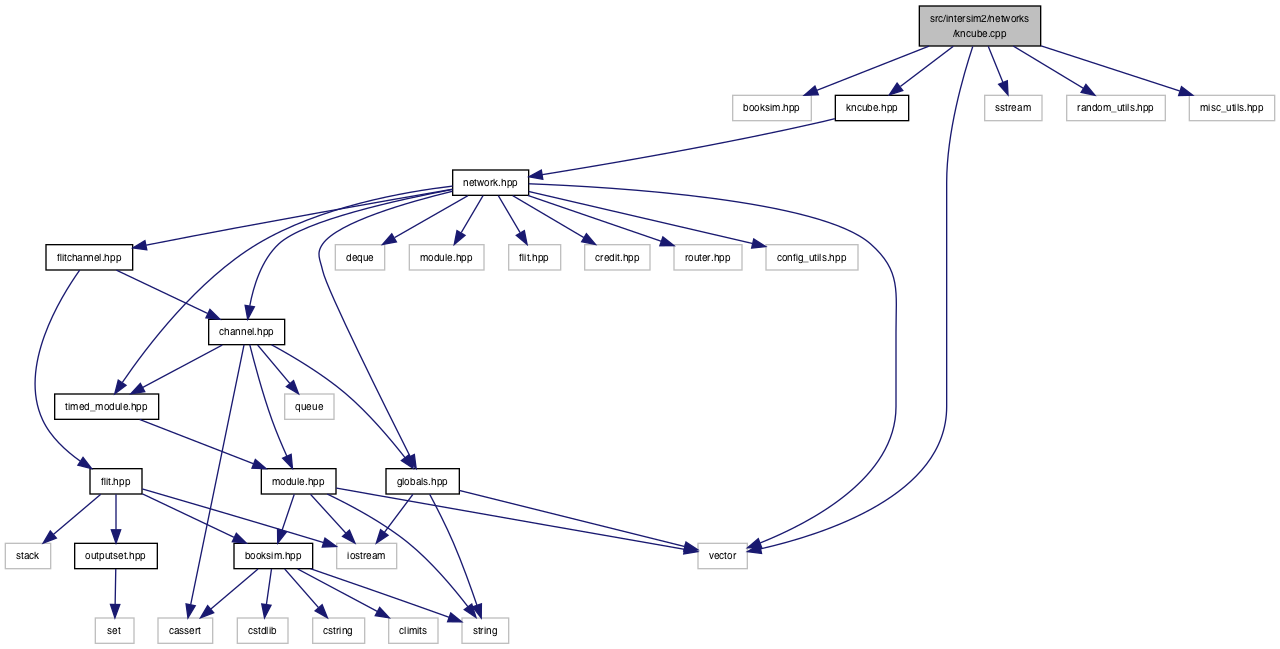 src/intersim2/networks
/kncube.cpp
booksim.hpp
kncube.hpp
sstream
random_utils.hpp
misc_utils.hpp
network.hpp
flitchannel.hpp
deque
module.hpp
flit.hpp
credit.hpp
router.hpp
config_utils.hpp
channel.hpp
timed_module.hpp
queue
flit.hpp
module.hpp
globals.hpp
stack
outputset.hpp
booksim.hpp
iostream
vector
set
cassert
cstdlib
cstring
climits
string